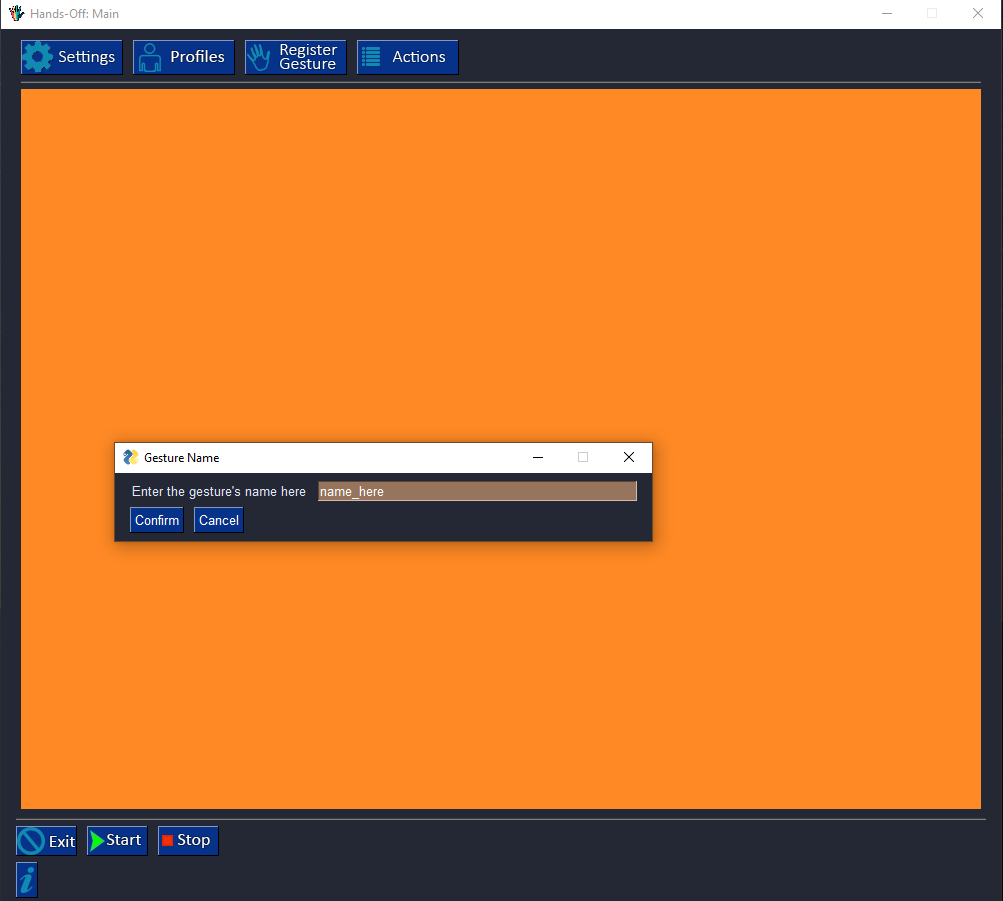 Hands-Off: Main
Settings
Profiles
Register
Gesture
Actions
Gesture Name
Enter the gesture's name here name_here
Confirm Cancel
Exit Start Stop
i